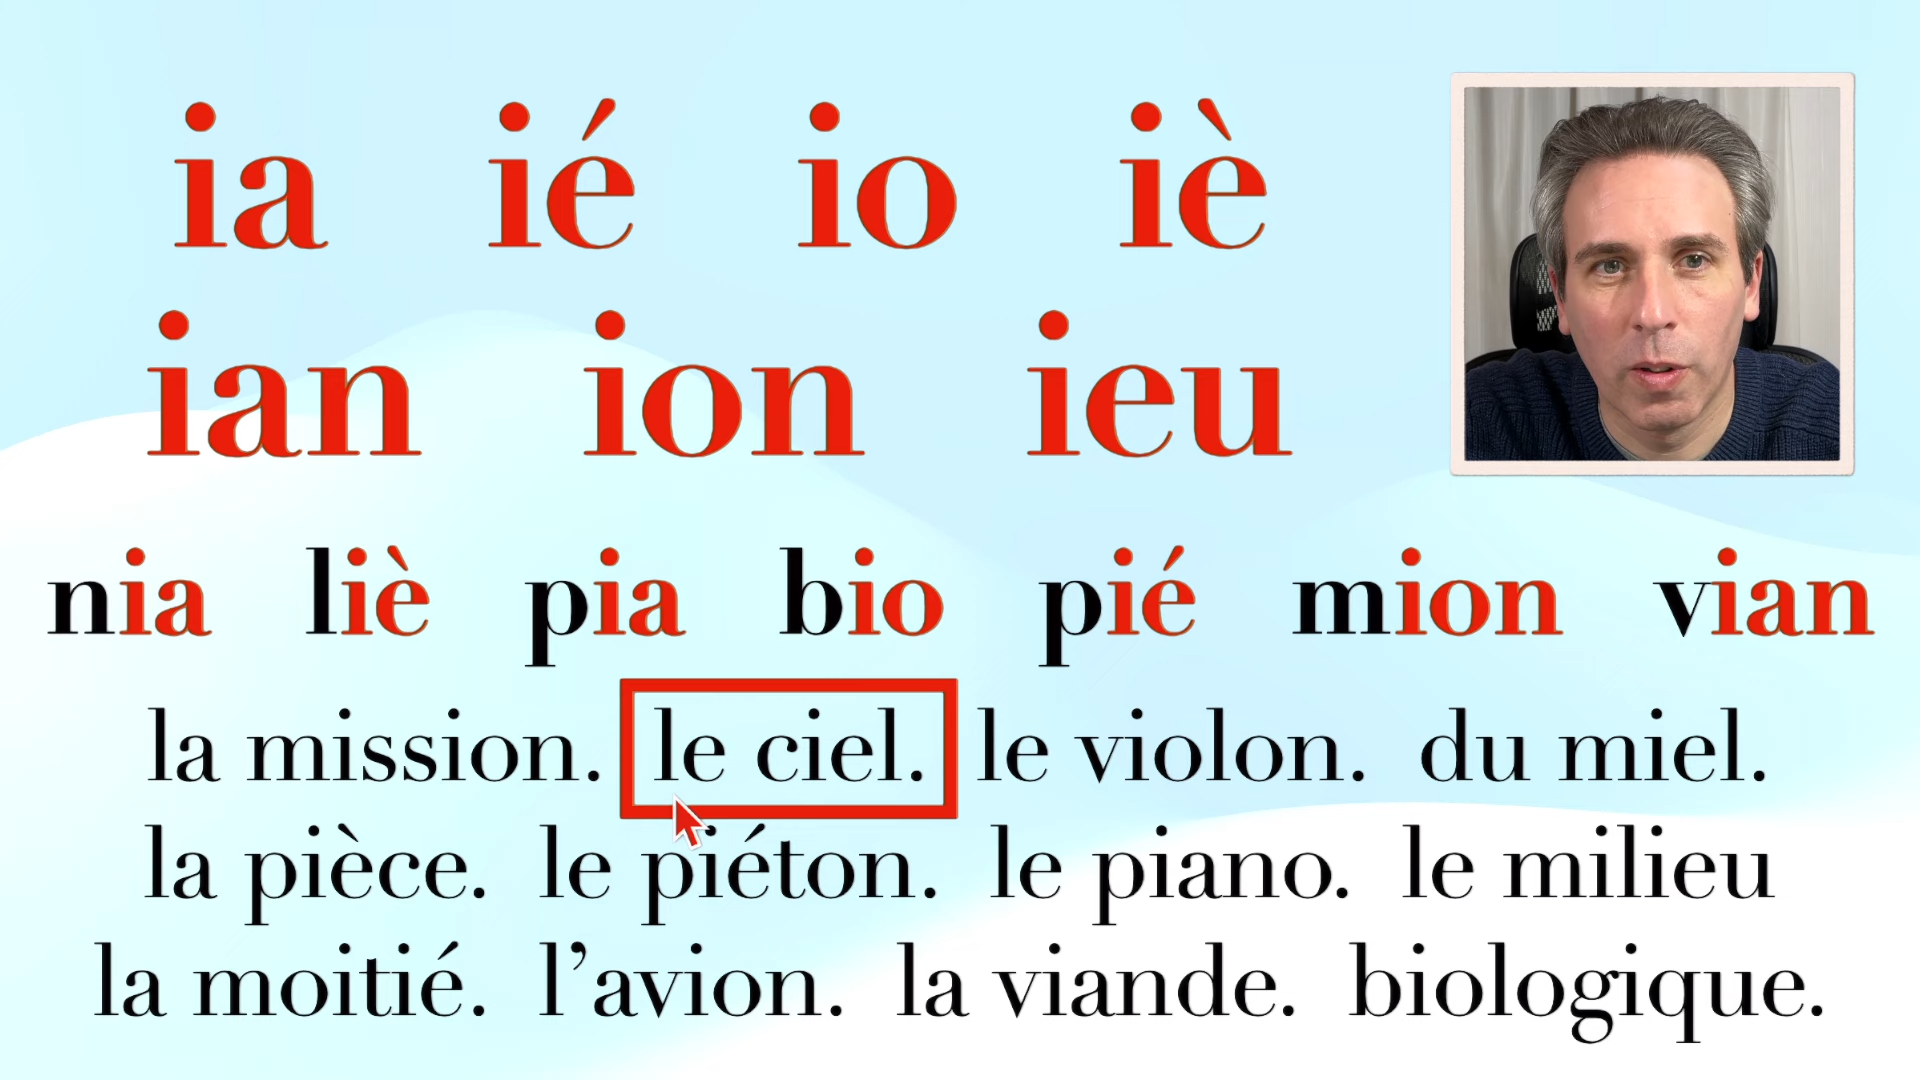 ia ié io iè
ian ion ieu
nia liè pia bio pié mion vian
la mission. le ciel. le violon. du miel.
la pièce. le piéton. le piano. le milieu
la moitié. l’avion. la viande. biologique.